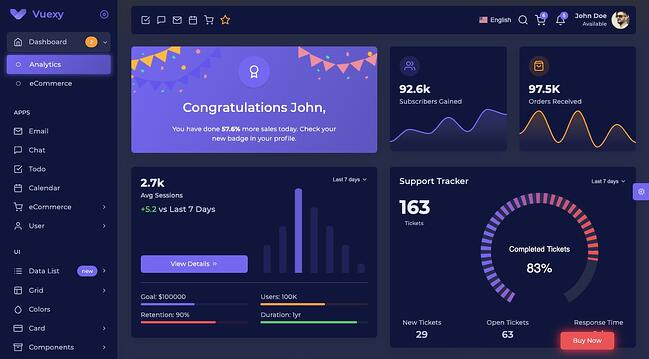 Vuexy
Dashboard
2
Analytics
eCommerce
APPS
Email
Chat
Todo
Calendar
eCommerce
User
UI
Data List
new
Grid
Colors
Card
Components
English
John Doe
Available
Congratulations John,
You have done 57.6% more sales today. Check your
new badge in your profile.
92.6k
Subscribers Gained
97.5K
Orders Received
2.7k
Last 7 days
Avg Sessions
+5.2 vs Last 7 Days
View Details »
Goal: $100000
Users: 100K
Retention: 90%
Duration: 1yr
Support Tracker
Last 7 days
163
Tickets
Completed Tickets
83%
New Tickets
29
Open Tickets
63
Response Time
Buy Now